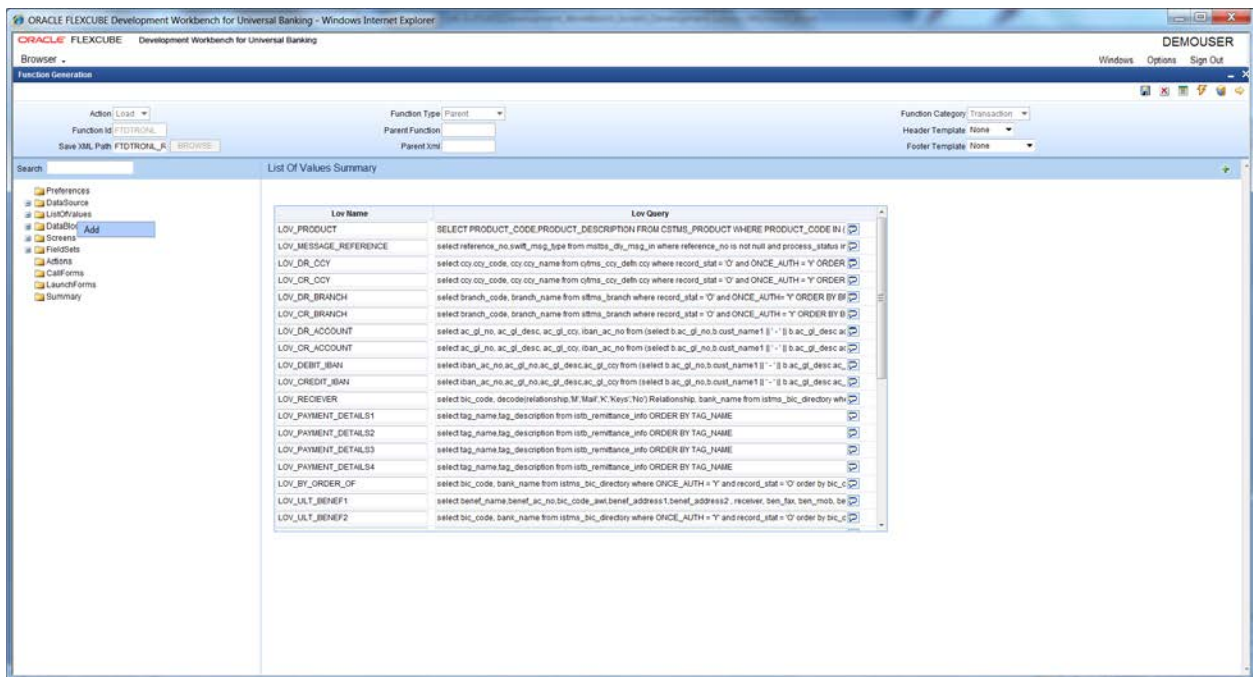 ORACLE FLEXCUBE Development Workbench for Universal Banking - Windows Internet Explorer
ORACLE FLEXCUBE Development Workbench for Universal Banking DEMOUSER
Browser Windows Options Sign Out
Function Generation
Action Load Function Type Parent Function Category Transaction
Function Id FTDTRONL Parent Function Header Template None
Save XML Path FTDTRONL_R BROWSE Parent Xml Footer Template None
Search List Of Values Summary
Preferences
DataSource
ListOfValues
DataBloc Add
Screens
FieldSets
Actions
CallForms
LaunchForms
Summary
Lov Name Lov Query
LOV_PRODUCT SELECT PRODUCT_CODE,PRODUCT_DESCRIPTION FROM CSTMS_PRODUCT WHERE PRODUCT_CODE IN (
LOV_MESSAGE_REFERENCE select reference_no,swift_msg_type from mstbs_dly_msg_in where reference_no is not null and process_status in
LOV_DR_CCY select ccy.ccy_code, ccy.ccy_name from cytms_ccy_defn ccy where record_stat = 'O' and ONCE_AUTH = 'Y' ORDER
LOV_CR_CCY select ccy.ccy_code, ccy.ccy_name from cytms_ccy_defn ccy where record_stat = 'O' and ONCE_AUTH = 'Y' ORDER
LOV_DR_BRANCH select branch_code, branch_name from sttms_branch where record_stat = 'O' and ONCE_AUTH= 'Y' ORDER BY BR
LOV_CR_BRANCH select branch_code, branch_name from sttms_branch where record_stat = 'O' and ONCE_AUTH = 'Y' ORDER BY B
LOV_DR_ACCOUNT select ac_gl_no, ac_gl_desc, ac_gl_ccy, iban_ac_no from (select b.ac_gl_no,b.cust_name1 || ' - ' || b.ac_gl_desc ac
LOV_CR_ACCOUNT select ac_gl_no, ac_gl_desc, ac_gl_ccy, iban_ac_no from (select b.ac_gl_no,b.cust_name1 || ' - ' || b.ac_gl_desc ac
LOV_DEBIT_IBAN select iban_ac_no,ac_gl_no,ac_gl_desc,ac_gl_ccy from (select b.ac_gl_no,b.cust_name1 || ' - ' || b.ac_gl_desc ac_
LOV_CREDIT_IBAN select iban_ac_no,ac_gl_no,ac_gl_desc,ac_gl_ccy from (select b.ac_gl_no,b.cust_name1 || ' - ' || b.ac_gl_desc ac_
LOV_RECIEVER select bic_code, decode(relationship,'M','Mail','K','Keys','No') Relationship, bank_name from istms_bic_directory whe
LOV_PAYMENT_DETAILS1 select tag_name,tag_description from istb_remittance_info ORDER BY TAG_NAME
LOV_PAYMENT_DETAILS2 select tag_name,tag_description from istb_remittance_info ORDER BY TAG_NAME
LOV_PAYMENT_DETAILS3 select tag_name,tag_description from istb_remittance_info ORDER BY TAG_NAME
LOV_PAYMENT_DETAILS4 select tag_name,tag_description from istb_remittance_info ORDER BY TAG_NAME
LOV_BY_ORDER_OF select bic_code, bank_name from istms_bic_directory where ONCE_AUTH = 'Y' and record_stat = 'O' order by bic_c
LOV_ULT_BENEF1 select benef_name,benef_ac_no,bic_code_awi,benef_address1,benef_address2 , receiver, ben_fax, ben_mob, be
LOV_ULT_BENEF2 select bic_code, bank_name from istms_bic_directory where ONCE_AUTH = 'Y' and record_stat = 'O' order by bic_c